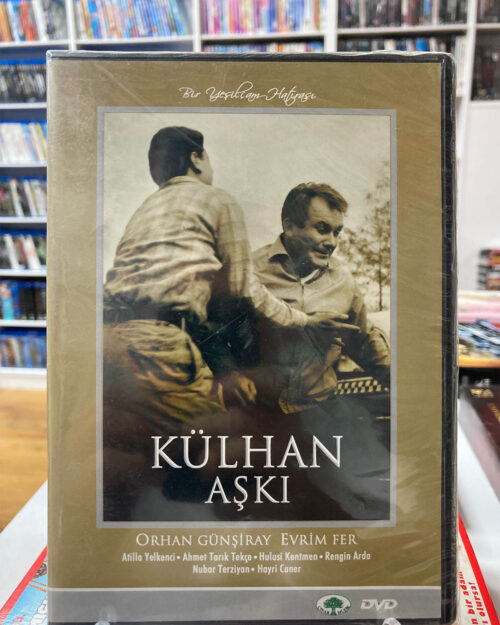 Bir Yeşilçam Hatırası
KÜLHAN
AŞKI
ORHAN GÜNŞİRAY EVRİM FER
Atilla Yelkenci • Ahmet Tarık Tekçe • Hulusi Kentmen • Rengin Arda
Nubar Terziyan • Hayri Caner
DVD